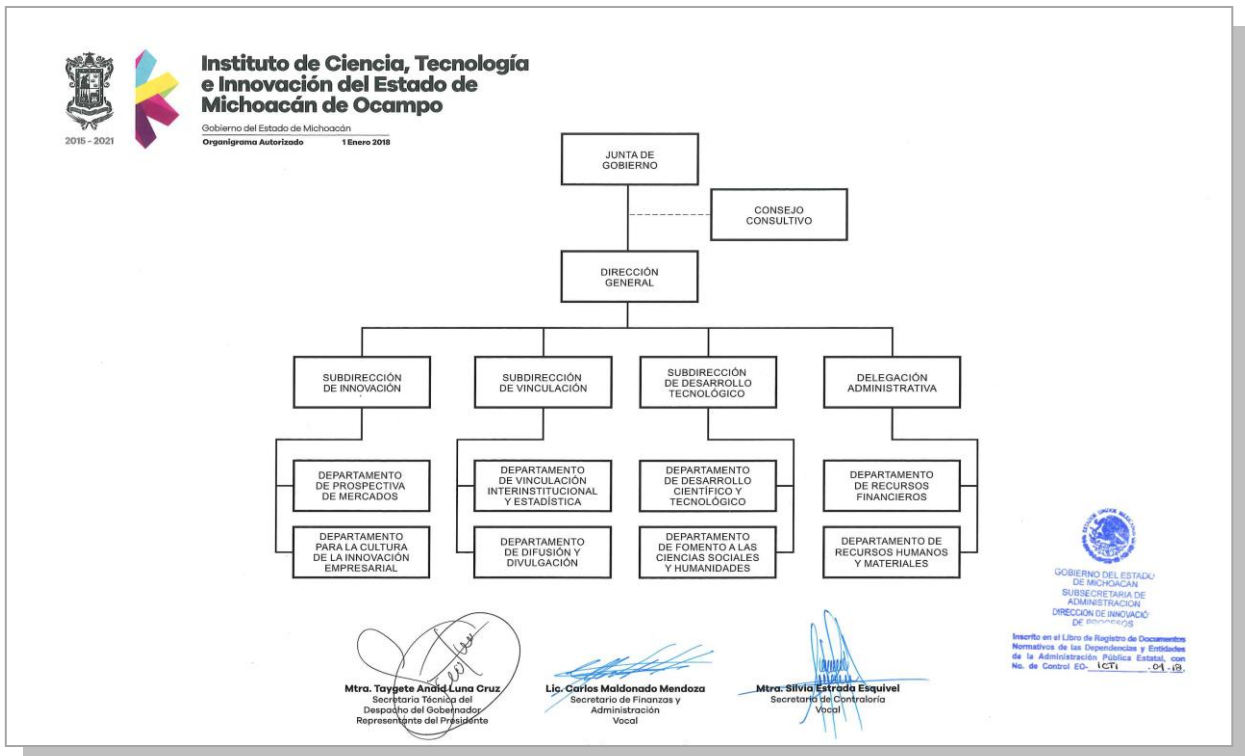 Instituto de Ciencia, Tecnología
e Innovación del Estado de
Michoacán de Ocampo
2015 - 2021
Gobierno del Estado de Michoacán
Organigrama Autorizado 1 Enero 2018
JUNTA DE
GOBIERNO
CONSEJO
CONSULTIVO
DIRECCIÓN
GENERAL
SUBDIRECCIÓN
DE INNOVACIÓN
SUBDIRECCIÓN
DE VINCULACIÓN
SUBDIRECCIÓN
DE DESARROLLO
TECNOLÓGICO
DELEGACIÓN
ADMINISTRATIVA
DEPARTAMENTO
DE PROSPECTIVA
DE MERCADOS
DEPARTAMENTO
DE VINCULACIÓN
INTERINSTITUCIONAL
Y ESTADÍSTICA
DEPARTAMENTO
DE DESARROLLO
CIENTÍFICO Y
TECNOLÓGICO
DEPARTAMENTO
DE RECURSOS
FINANCIEROS
DEPARTAMENTO
PARA LA CULTURA
DE LA INNOVACIÓN
EMPRESARIAL
DEPARTAMENTO
DE DIFUSIÓN Y
DIVULGACIÓN
DEPARTAMENTO
DE FOMENTO A LAS
CIENCIAS SOCIALES
Y HUMANIDADES
DEPARTAMENTO DE
RECURSOS HUMANOS
Y MATERIALES
GOBIERNO DEL ESTADO
DE MICHOACÁN
SUBSECRETARIA DE
ADMINISTRACION
DIRECCIÓN DE INNOVACIÓ
DE PROCESOS
Inscrito en el Libro de Registro de Documentos
Normativos de las Dependencias y Entidades
de la Administración Pública Estatal, con
No. de Control EO- ICTI -01-18.
Mtra. Taygete Anaid Luna Cruz
Secretaria Técnica del
Despacho del Gobernador
Representante del Presidente
Lic. Carlos Maldonado Mendoza
Secretario de Finanzas y
Administración
Vocal
Mtra. Silvia Estrada Esquivel
Secretaria de Contraloría
Vocal